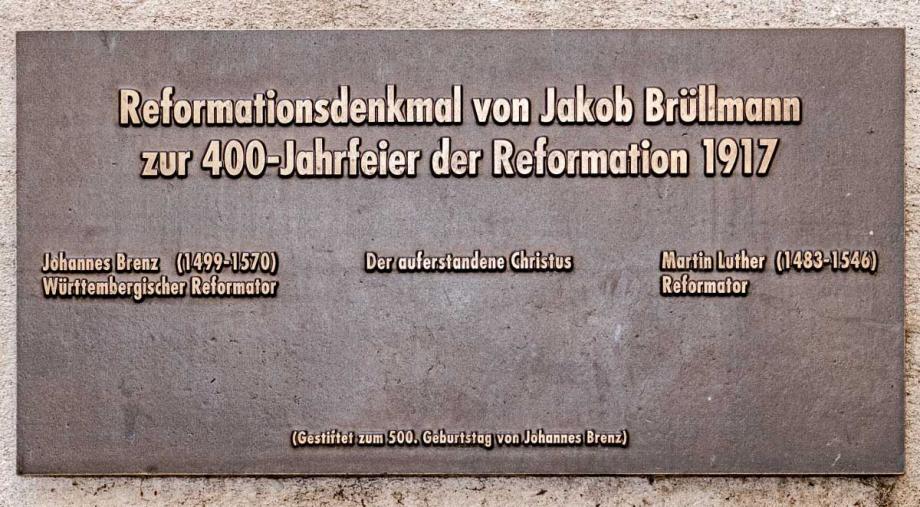 Reformationsdenkmal von Jakob Brüllmann
zur 400-Jahrfeier der Reformation 1917
Johannes Brenz (1499-1570)
Württembergischer Reformator
Der auferstandene Christus
Martin Luther (1483-1546)
Reformator
(Gestiftet zum 500. Geburtstag von Johannes Brenz)